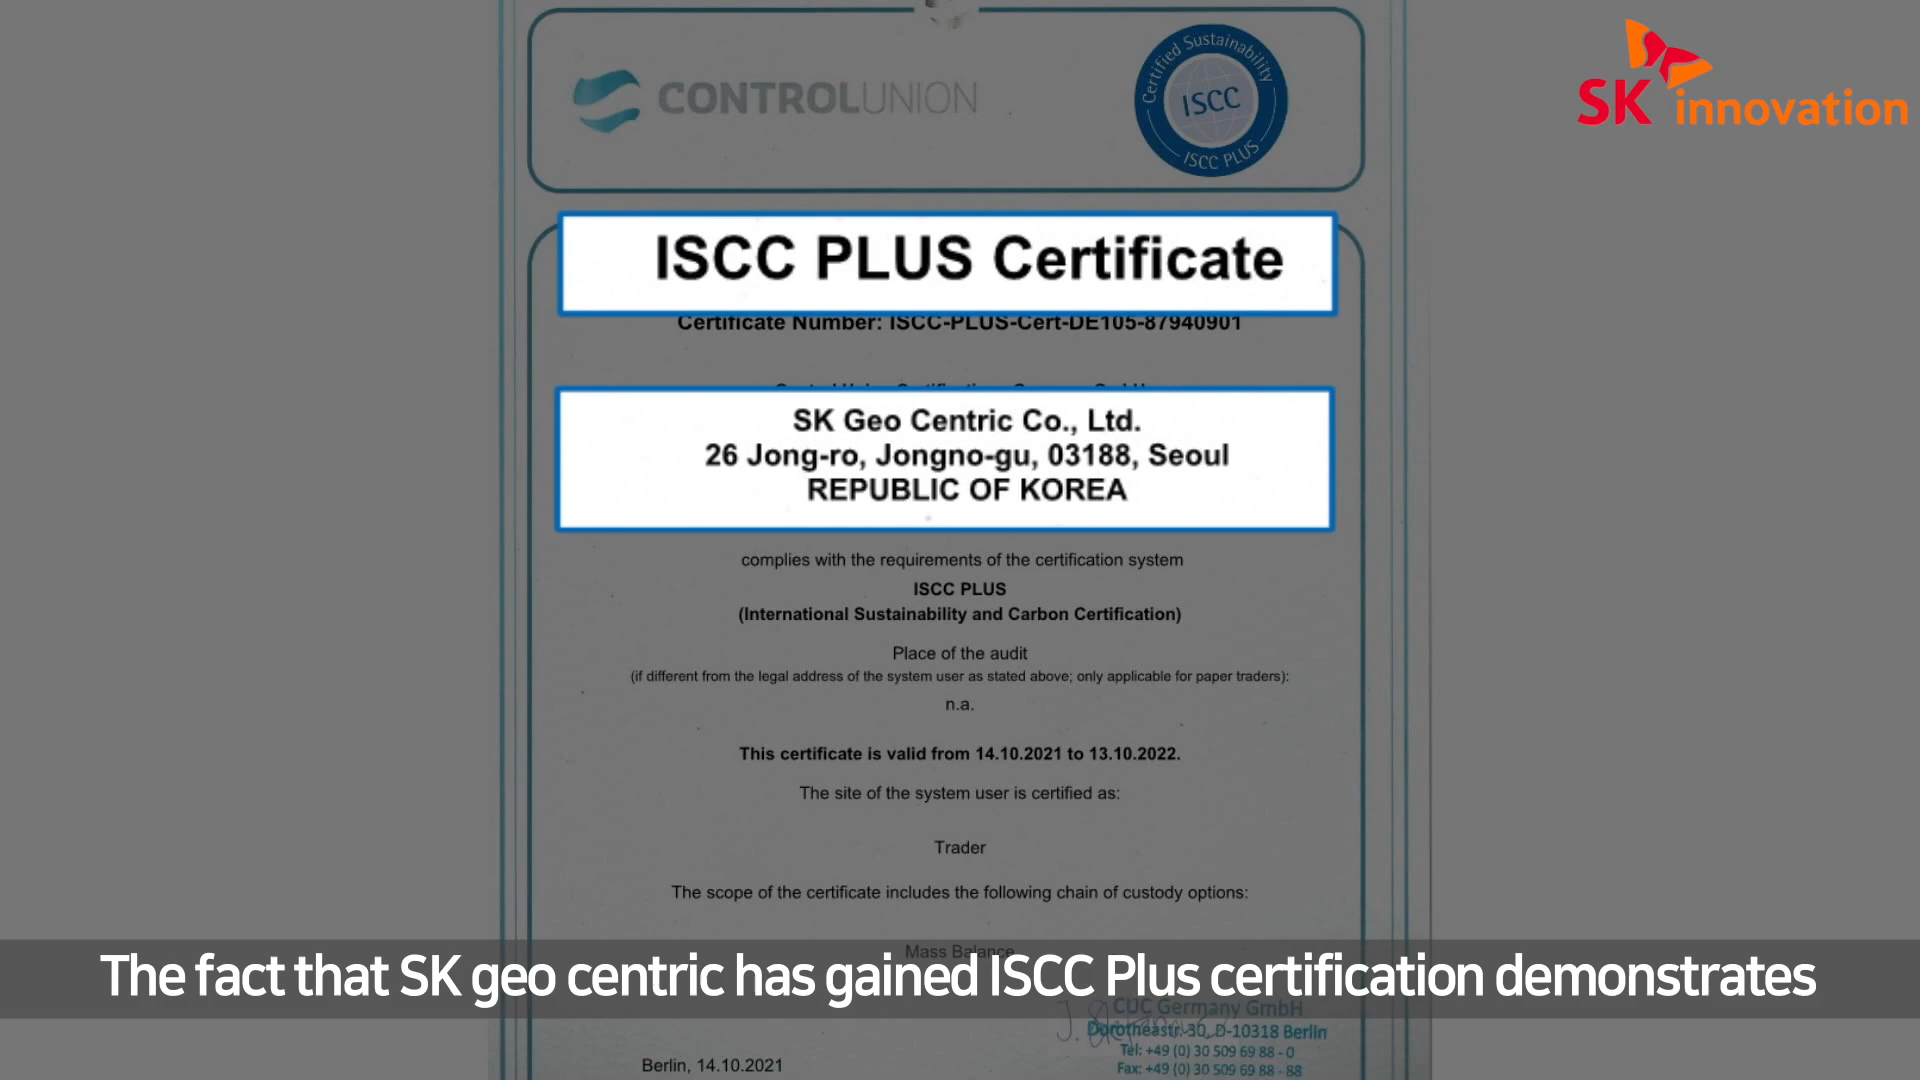 CONTROLUNION
Certified Sustainability
ISCC
ISCC PLUS
SK innovation
ISCC PLUS Certificate
Certificate Number: ISCC-PLUS-Cert-DE105-87940901
SK Geo Centric Co., Ltd.
26 Jong-ro, Jongno-gu, 03188, Seoul
REPUBLIC OF KOREA
complies with the requirements of the certification system
ISCC PLUS
(International Sustainability and Carbon Certification)
Place of the audit
(if different from the legal address of the system user as stated above; only applicable for paper traders):
n.a.
This certificate is valid from 14.10.2021 to 13.10.2022.
The site of the system user is certified as:
Trader
The scope of the certificate includes the following chain of custody options:
Mass Balance
The fact that SK geo centric has gained ISCC Plus certification demonstrates
CUC Germany GmbH
Dorotheastr. 30, D-10318 Berlin
Tel: +49 (0) 30 509 69 88 - 0
Fax: +49 (0) 30 509 69 88 - 88
Berlin, 14.10.2021